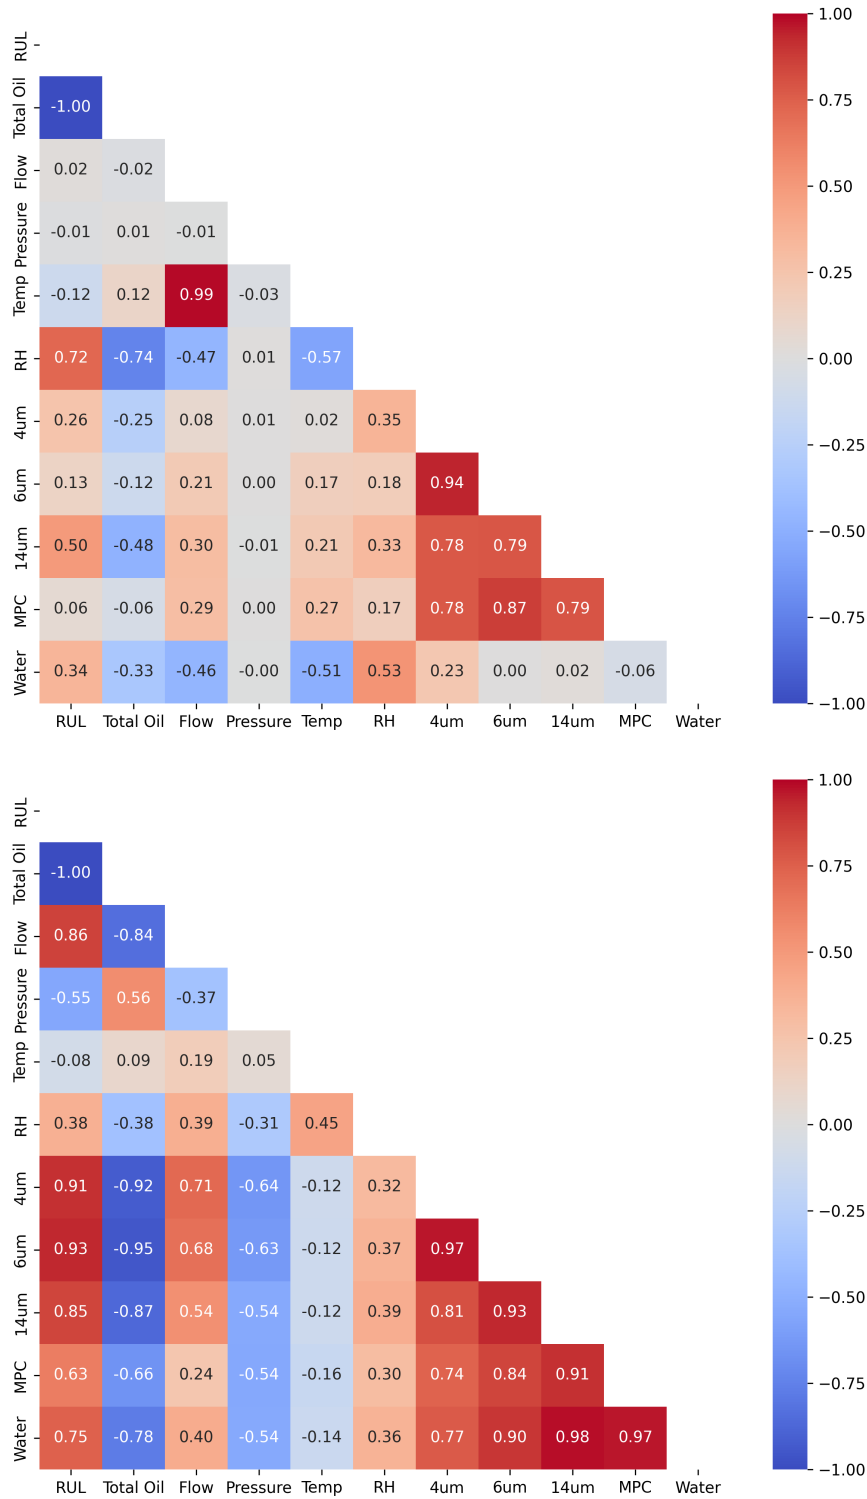 1.00
RUL
0.75
Total Oil -1.00
Flow 0.02 -0.02
0.50
Pressure -0.01 0.01 -0.01
0.25
Temp -0.12 0.12 0.99 -0.03
RH 0.72 -0.74 -0.47 0.01 -0.57
0.00
4um 0.26 -0.25 0.08 0.01 0.02 0.35
−0.25
6um 0.13 -0.12 0.21 0.00 0.17 0.18 0.94
−0.50
14um 0.50 -0.48 0.30 -0.01 0.21 0.33 0.78 0.79
MPC 0.06 -0.06 0.29 0.00 0.27 0.17 0.78 0.87 0.79
−0.75
Water 0.34 -0.33 -0.46 -0.00 -0.51 0.53 0.23 0.00 0.02 -0.06
−1.00
RUL Total Oil Flow Pressure Temp RH 4um 6um 14um MPC Water
1.00
RUL
0.75
Total Oil -1.00
Flow 0.86 -0.84
0.50
Pressure -0.55 0.56 -0.37
0.25
Temp -0.08 0.09 0.19 0.05
RH 0.38 -0.38 0.39 -0.31 0.45
0.00
4um 0.91 -0.92 0.71 -0.64 -0.12 0.32
−0.25
6um 0.93 -0.95 0.68 -0.63 -0.12 0.37 0.97
−0.50
14um 0.85 -0.87 0.54 -0.54 -0.12 0.39 0.81 0.93
MPC 0.63 -0.66 0.24 -0.54 -0.16 0.30 0.74 0.84 0.91
−0.75
Water 0.75 -0.78 0.40 -0.54 -0.14 0.36 0.77 0.90 0.98 0.97
−1.00
RUL Total Oil Flow Pressure Temp RH 4um 6um 14um MPC Water